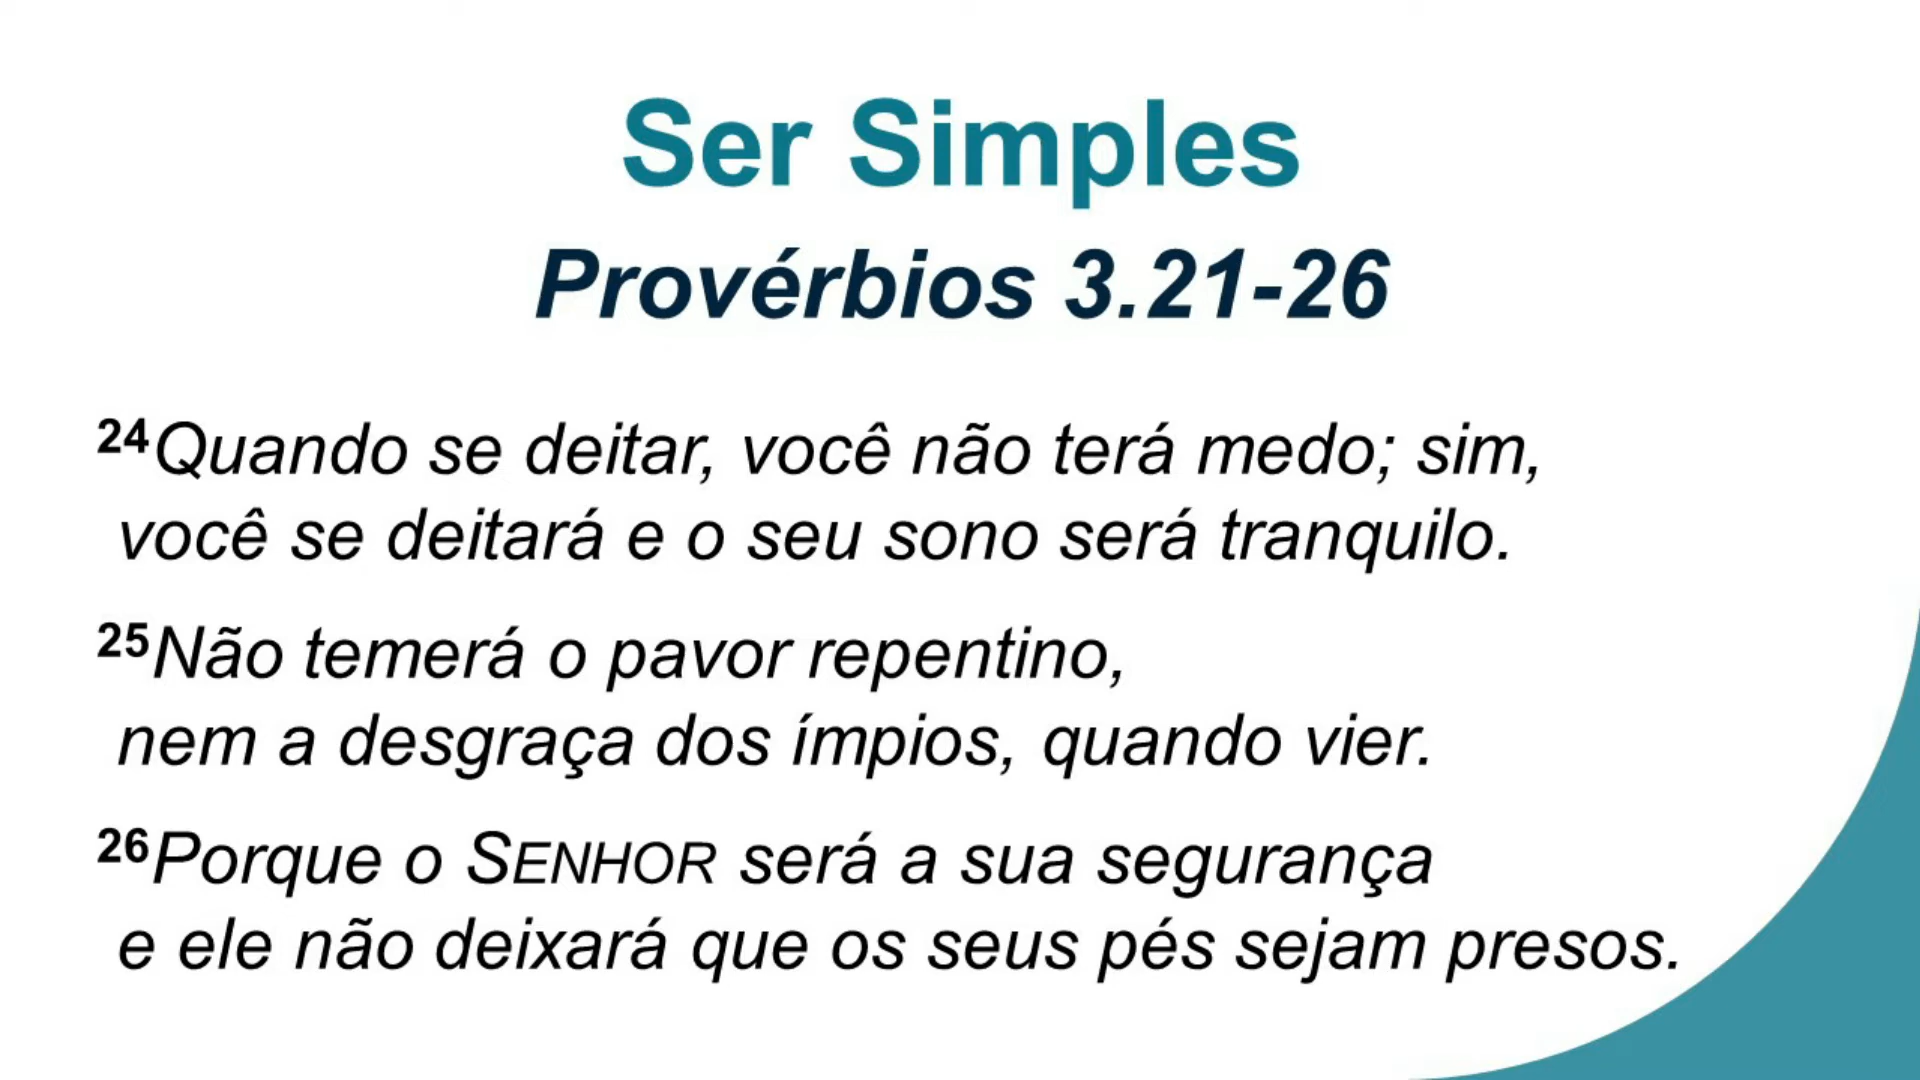 Ser Simples
Provérbios 3.21-26
24Quando se deitar, você não terá medo; sim,
você se deitará e o seu sono será tranquilo.
25Não temerá o pavor repentino,
nem a desgraça dos ímpios, quando vier.
26Porque o SENHOR será a sua segurança
e ele não deixará que os seus pés sejam presos.